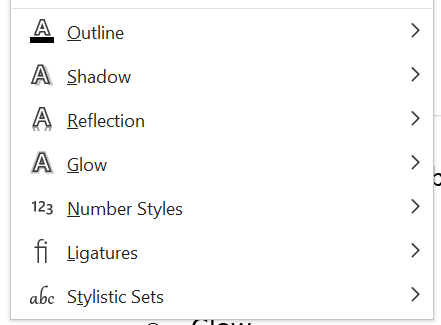 Outline
Shadow
Reflection
Glow
123 Number Styles
fi Ligatures
abc Stylistic Sets